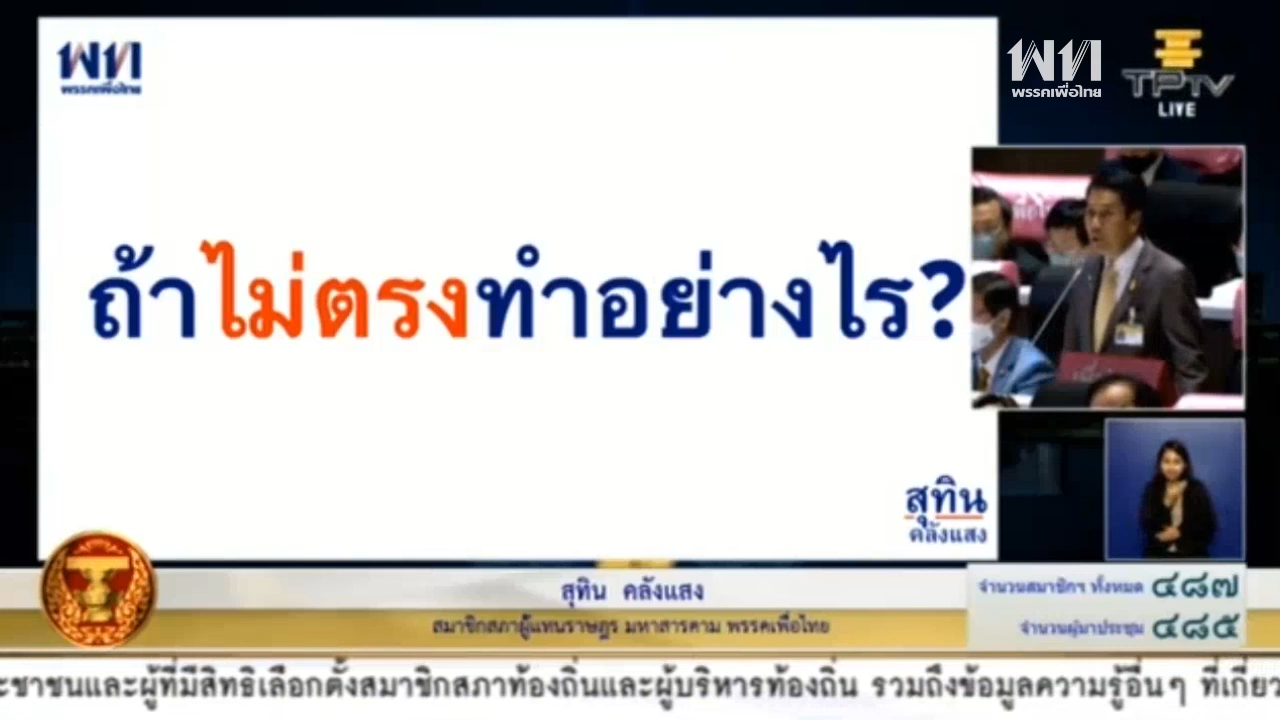 พท
พรรคเพื่อไทย
พท
พรรคเพื่อไทย
TPTV
LIVE
ถ้าไม่ตรงทำอย่างไร?
สุทิน
คลังแสง
สุทิน คลังแสง
สมาชิกสภาผู้แทนราษฎร มหาสารคาม พรรคเพื่อไทย
จำนวนสมาชิกฯ ทั้งหมด ๔๘๗
จำนวนผู้มาประชุม ๔๘๕
ะชาชนและผู้ที่มีสิทธิเลือกตั้งสมาชิกสภาท้องถิ่นและผู้บริหารท้องถิ่น รวมถึงข้อมูลความรู้อื่นๆ ที่เกี่ยว